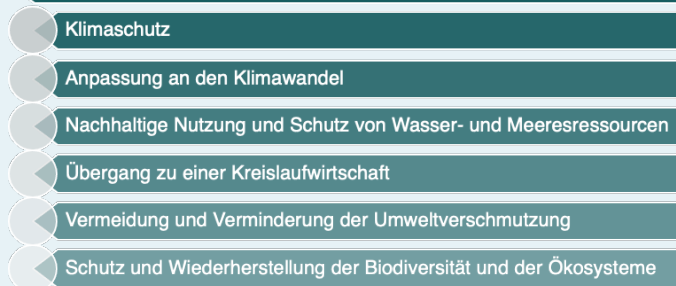 Klimaschutz
Anpassung an den Klimawandel
Nachhaltige Nutzung und Schutz von Wasser- und Meeresressourcen
Übergang zu einer Kreislaufwirtschaft
Vermeidung und Verminderung der Umweltverschmutzung
Schutz und Wiederherstellung der Biodiversität und der Ökosysteme